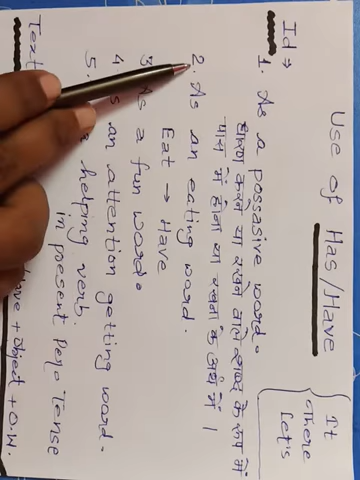 Use of Has/Have
It
there
Let's
Id ⇒
1. As a possasive word.
धारण करने या रखने वाले शब्द के रूप में
पास में होना या रखना के अर्थ में ।
2. As an eating word.
Eat → Have
3. As a fun word.
4. As an attention getting word.
5. helping verb.
in present Tense
Text
Have + object + O.W.